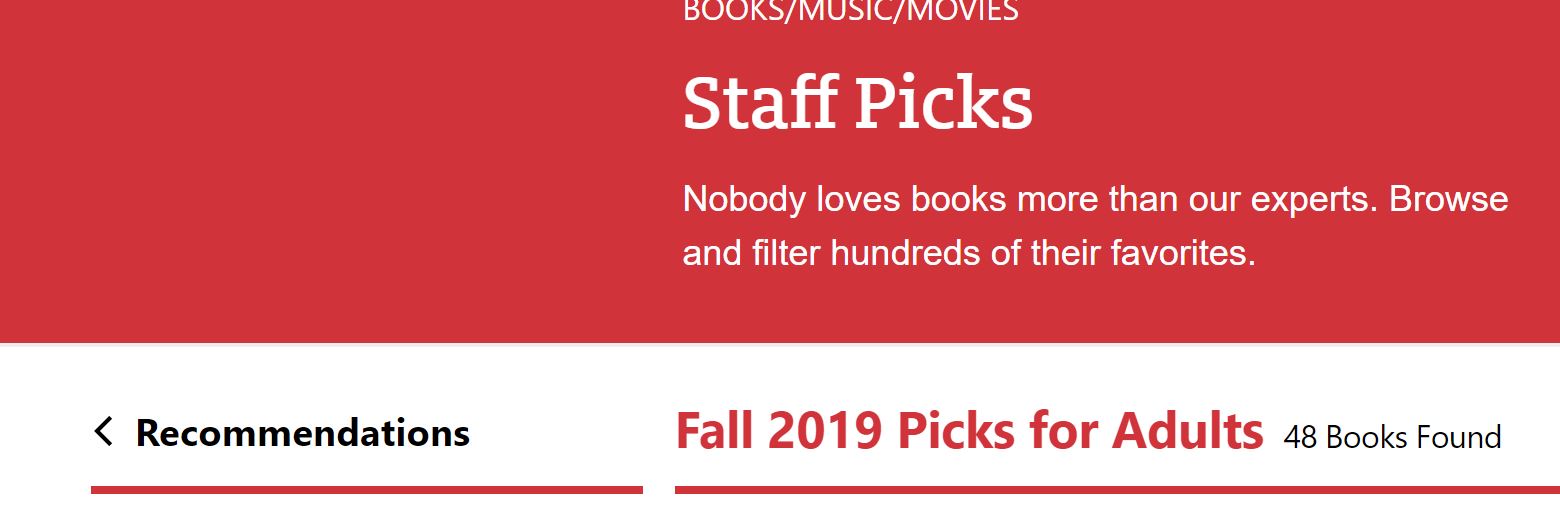 BOOKS/MUSIC/MOVIES
Staff Picks
Nobody loves books more than our experts. Browse
and filter hundreds of their favorites.
Recommendations
Fall 2019 Picks for Adults 48 Books Found